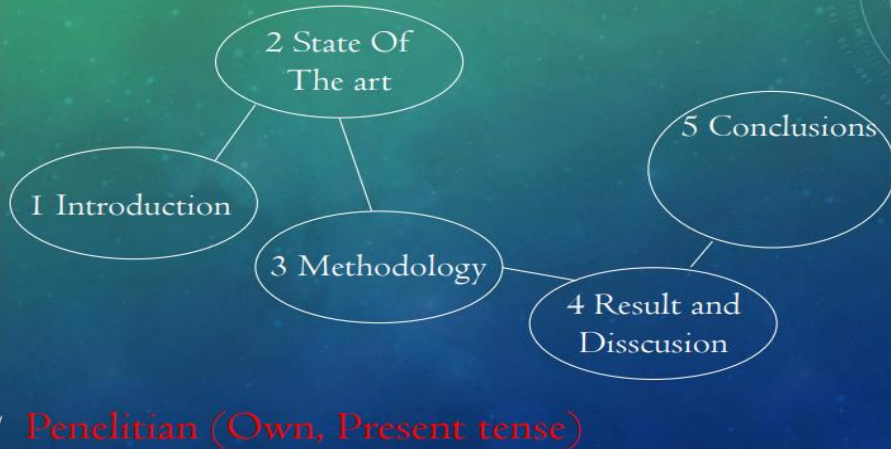 1 Introduction
2 State Of
The art
3 Methodology
4 Result and
Disscusion
5 Conclusions
Penelitian (Own, Present tense)